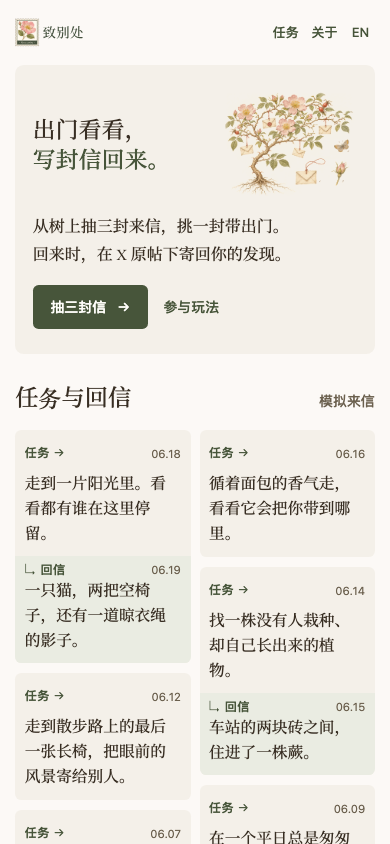 致别处
任务 关于 EN
出门看看，
写封信回来。
从树上抽三封来信，挑一封带出门。
回来时，在 X 原帖下寄回你的发现。
抽三封信 →
参与玩法
任务与回信
模拟来信
任务 → 06.18
走到一片阳光里。看
看都有谁在这里停
留。
回信 06.19
一只猫，两把空椅
子，还有一道晾衣绳
的影子。
任务 → 06.12
走到散步路上的最后
一张长椅，把眼前的
风景寄给别人。
任务 → 06.07
任务 → 06.16
循着面包的香气走，
看看它会把你带到哪
里。
任务 → 06.14
找一株没有人栽种、
却自己长出来的植
物。
回信 06.15
车站的两块砖之间，
住进了一株蕨。
任务 → 06.09
在一个平日总是匆匆